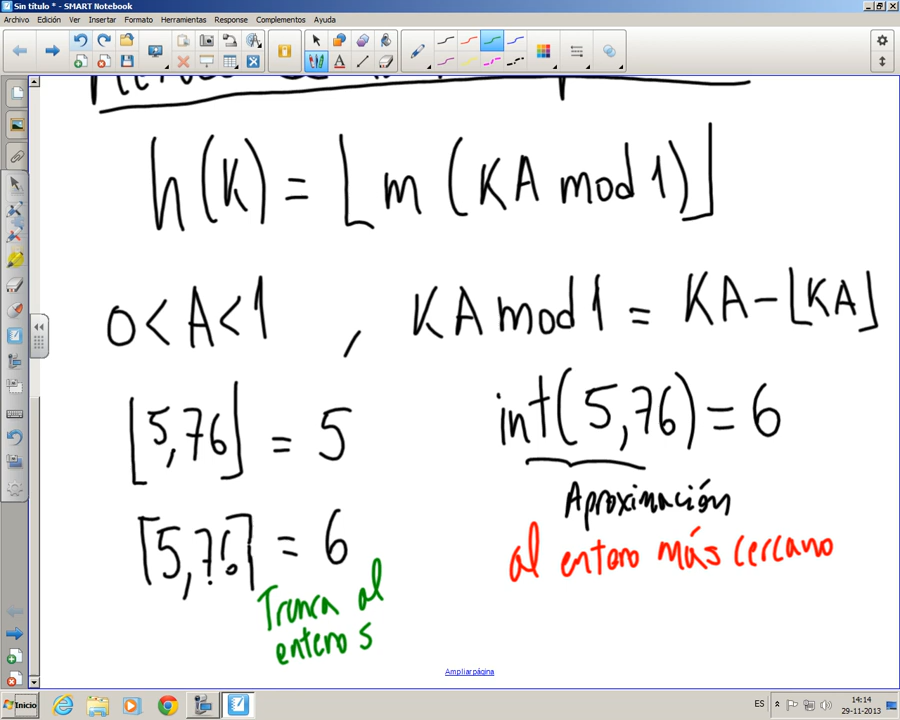 Sin título * - SMART Notebook
Archivo Edición Ver Insertar Formato Herramientas Response Complementos Ayuda
h(K) = ⌊m (KA mod 1)⌋
0 < A < 1 , KA mod 1 = KA - ⌊KA⌋
⌊5,76⌋ = 5
int(5,76) = 6
Aproximación
al entero más cercano
⌈5,76⌉ = 6
Trunca al
entero s
Ampliar página
Inicio
ES
14:14
29-11-2013